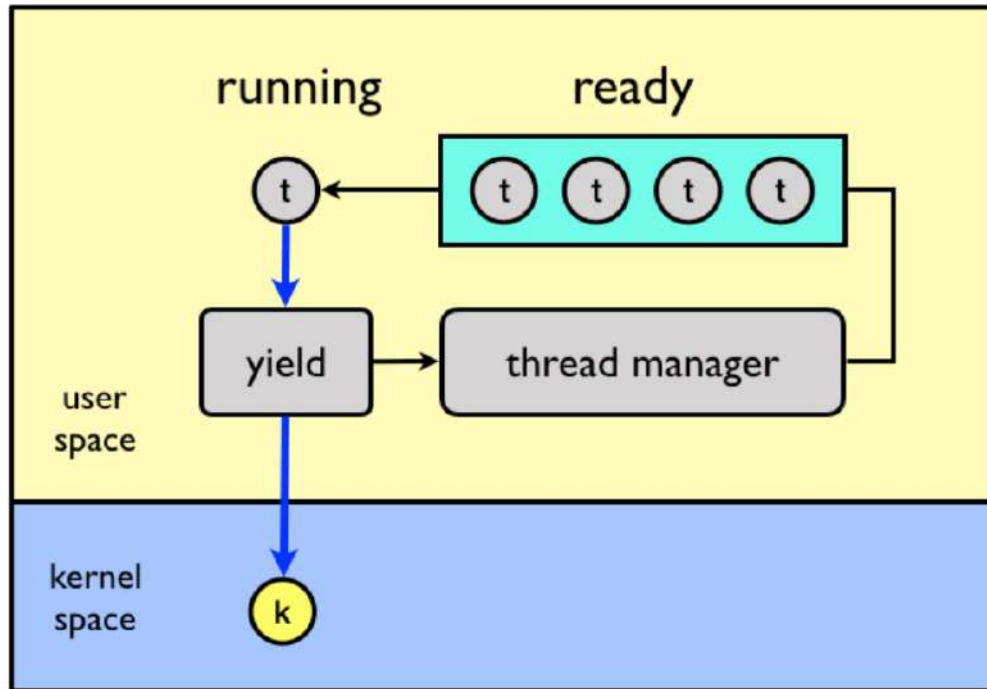 running
ready
t
t
t
t
t
yield
thread manager
user
space
kernel
space
k